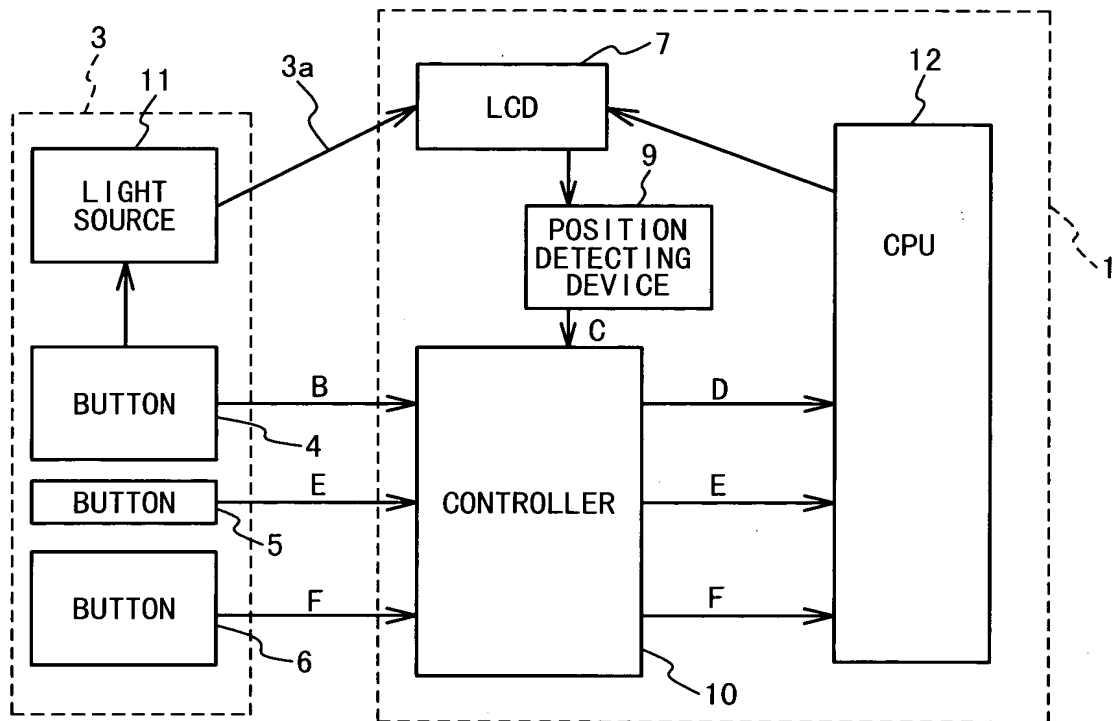 3
11
3a
7
12
LCD
LIGHT
SOURCE
9
POSITION
DETECTING
DEVICE
CPU
1
C
BUTTON
B
D
4
BUTTON
E
CONTROLLER
E
5
BUTTON
F
F
6
10